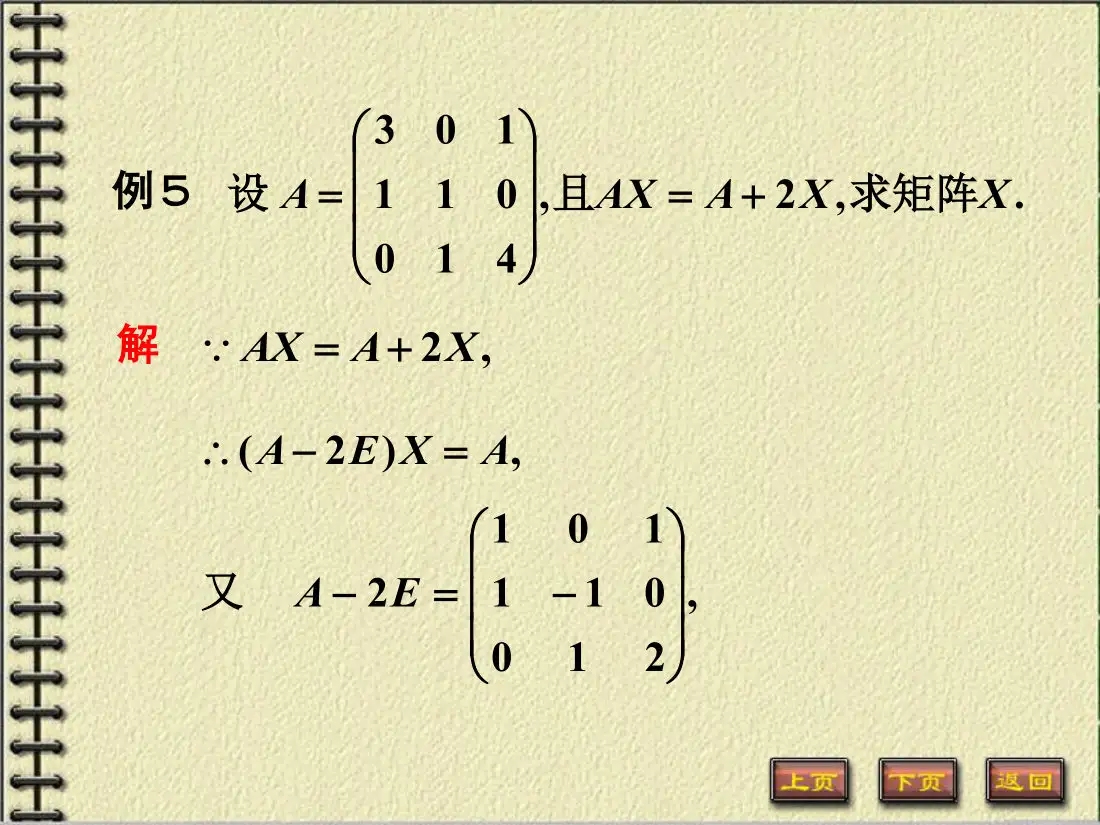 例5 设 A = ( 3 0 1
1 1 0
0 1 4 ) ,且AX = A + 2X,求矩阵X.
解 ∵ AX = A + 2X,
∴ (A − 2E)X = A,
又 A − 2E = ( 1 0 1
1 −1 0
0 1 2 ) ,
上页 下页 返回